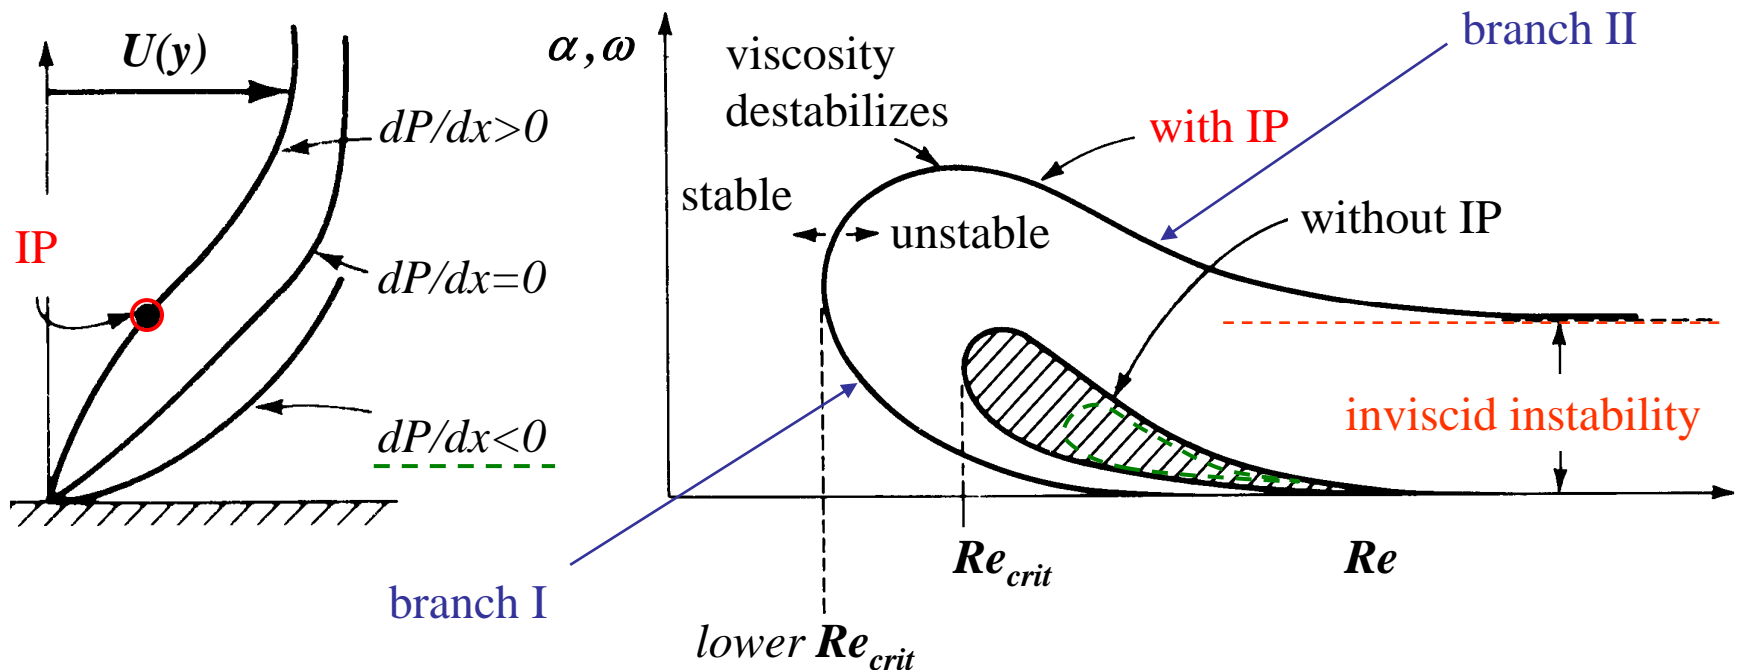 U(y)
dP/dx>0
IP
dP/dx=0
dP/dx<0
α, ω
viscosity
destabilizes
branch II
with IP
stable
unstable
without IP
inviscid instability
Re_crit
Re
branch I
lower Re_crit